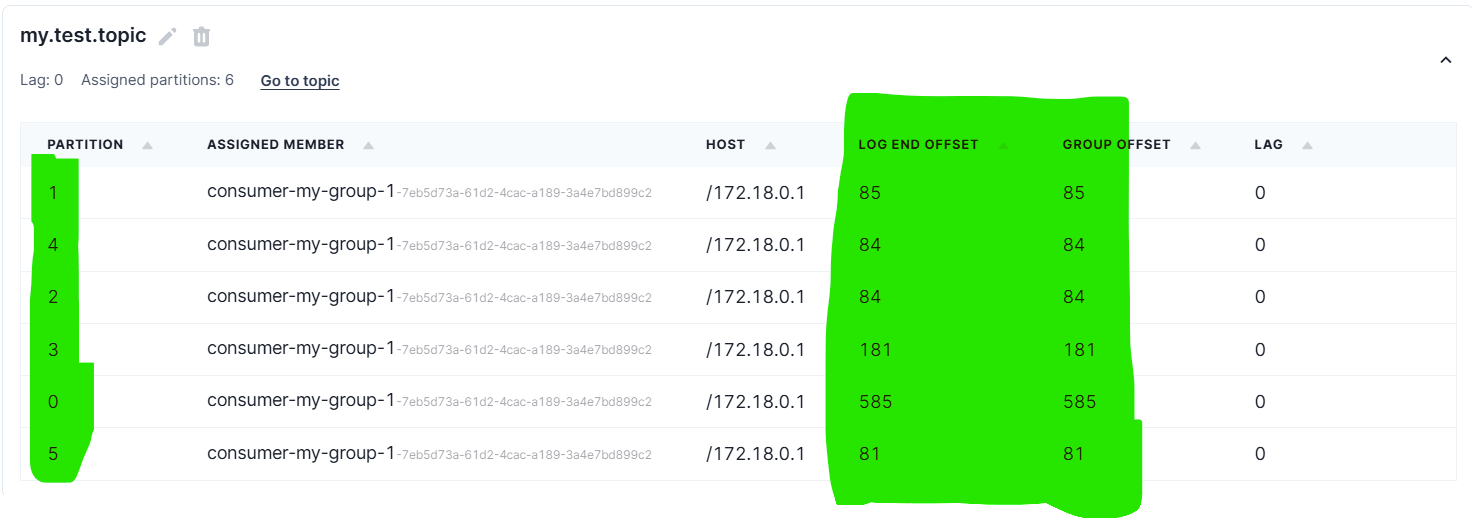 my.test.topic
Lag: 0 Assigned partitions: 6 Go to topic
PARTITION ASSIGNED MEMBER HOST LOG END OFFSET GROUP OFFSET LAG
1 consumer-my-group-1-7eb5d73a-61d2-4cac-a189-3a4e7bd899c2 /172.18.0.1 85 85 0
4 consumer-my-group-1-7eb5d73a-61d2-4cac-a189-3a4e7bd899c2 /172.18.0.1 84 84 0
2 consumer-my-group-1-7eb5d73a-61d2-4cac-a189-3a4e7bd899c2 /172.18.0.1 84 84 0
3 consumer-my-group-1-7eb5d73a-61d2-4cac-a189-3a4e7bd899c2 /172.18.0.1 181 181 0
0 consumer-my-group-1-7eb5d73a-61d2-4cac-a189-3a4e7bd899c2 /172.18.0.1 585 585 0
5 consumer-my-group-1-7eb5d73a-61d2-4cac-a189-3a4e7bd899c2 /172.18.0.1 81 81 0